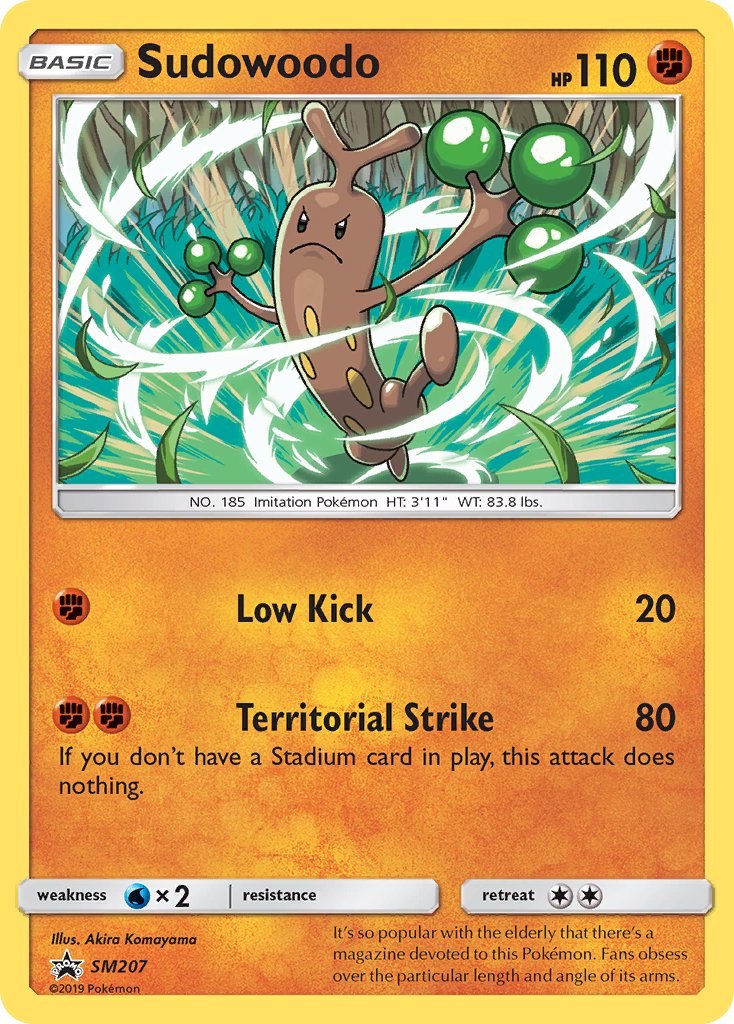 BASIC Sudowoodo HP 110
NO. 185 Imitation Pokémon HT: 3'11" WT: 83.8 lbs.
Low Kick 20
Territorial Strike 80
If you don't have a Stadium card in play, this attack does
nothing.
weakness × 2 resistance retreat
Illus. Akira Komayama
PROMO SM207
©2019 Pokémon
It's so popular with the elderly that there's a
magazine devoted to this Pokémon. Fans obsess
over the particular length and angle of its arms.